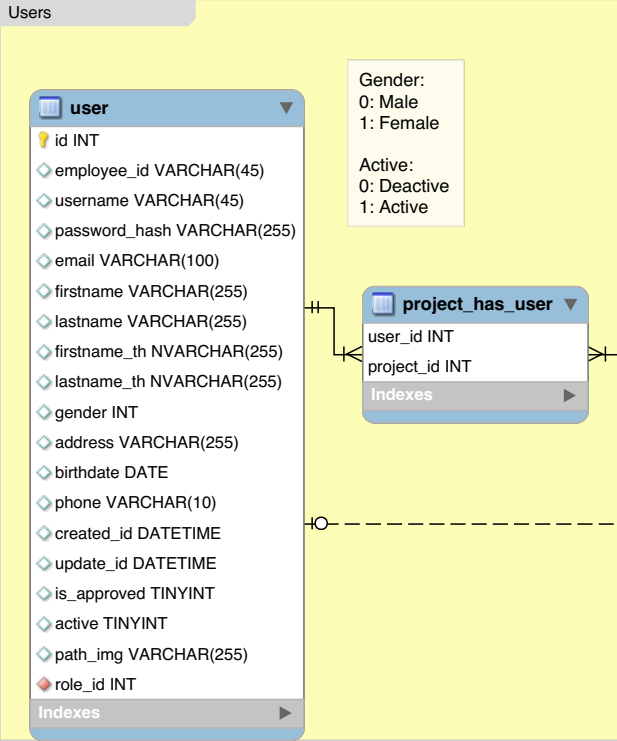 Users
Gender:
0: Male
1: Female
Active:
0: Deactive
1: Active
user
id INT
employee_id VARCHAR(45)
username VARCHAR(45)
password_hash VARCHAR(255)
email VARCHAR(100)
firstname VARCHAR(255)
lastname VARCHAR(255)
firstname_th NVARCHAR(255)
lastname_th NVARCHAR(255)
gender INT
address VARCHAR(255)
birthdate DATE
phone VARCHAR(10)
created_id DATETIME
update_id DATETIME
is_approved TINYINT
active TINYINT
path_img VARCHAR(255)
role_id INT
Indexes
project_has_user
user_id INT
project_id INT
Indexes